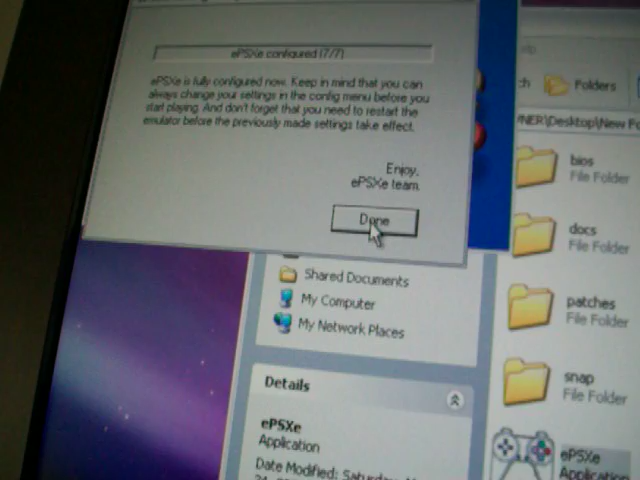 ePSXe configured (7/7)
ePSXe is fully configured now. Keep in mind that you can
always change your settings in the config menu before you
start playing. And don't forget that you need to restart the
emulator before the previously made settings take effect.
Enjoy,
ePSXe team.
Done
Folders
NER\Desktop\New Fo
bios
File Folder
docs
File Folder
patches
File Folder
snap
File Folder
ePSXe
Application
Shared Documents
My Computer
My Network Places
Details
ePSXe
Application
Date Modified: Saturday,